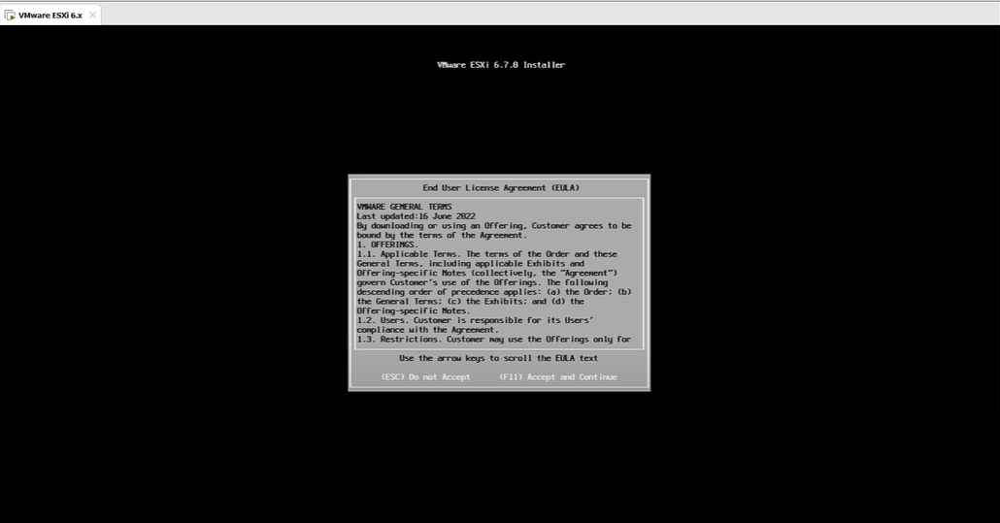 VMware ESXi 6.x
VMware ESXi 6.7.0 Installer
End User License Agreement (EULA)
VMWARE GENERAL TERMS
Last updated:16 June 2022
By downloading or using an Offering, Customer agrees to be
bound by the terms of the Agreement.
1. OFFERINGS.
1.1. Applicable Terms. The terms of the Order and these
General Terms, including applicable Exhibits and
Offering-specific Notes (collectively, the "Agreement")
govern Customer's use of the Offerings. The following
descending order of precedence applies: (a) the Order; (b)
the General Terms; (c) the Exhibits; and (d) the
Offering-specific Notes.
1.2. Users. Customer is responsible for its Users'
compliance with the Agreement.
1.3. Restrictions. Customer may use the Offerings only for
Use the arrow keys to scroll the EULA text
(ESC) Do not Accept (F11) Accept and Continue